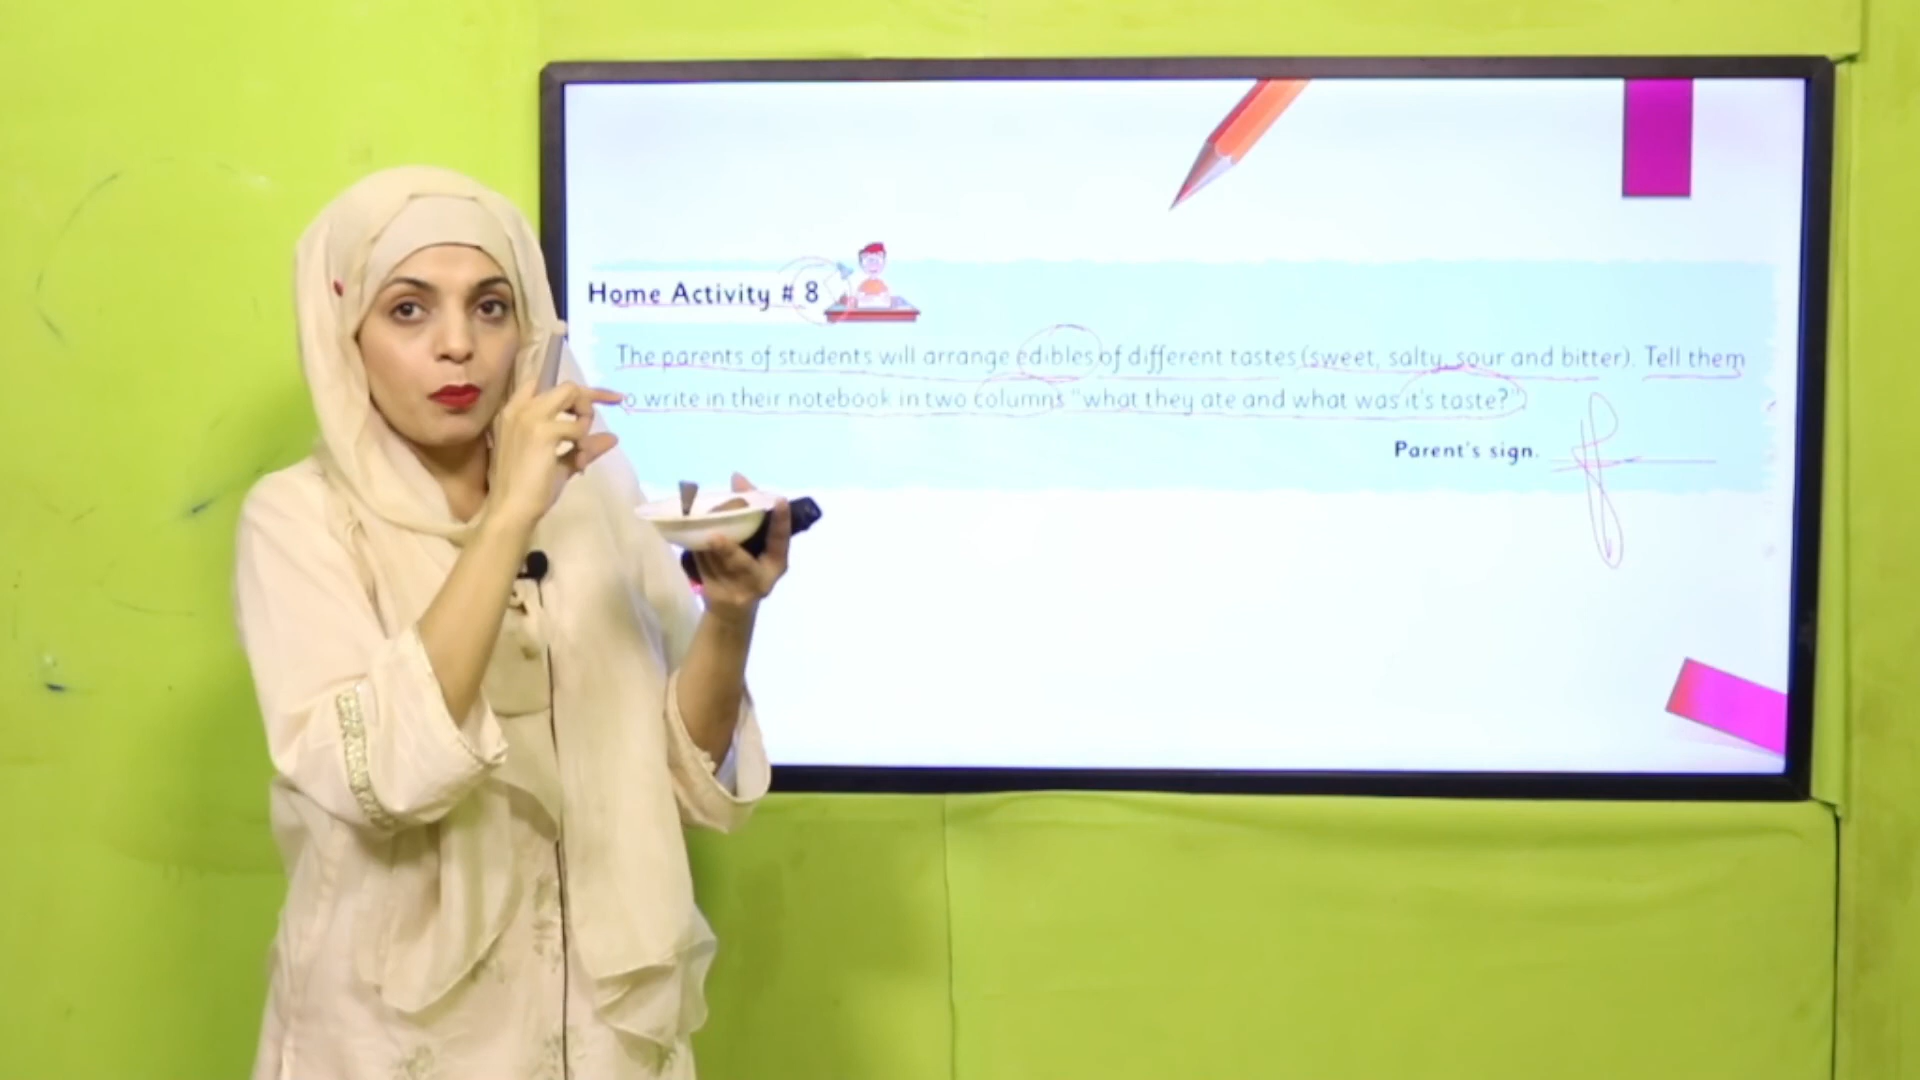 Home Activity # 8
The parents of students will arrange edibles of different tastes (sweet, salty, sour and bitter). Tell them
to write in their notebook in two columns "what they ate and what was it's taste?"
Parent's sign.